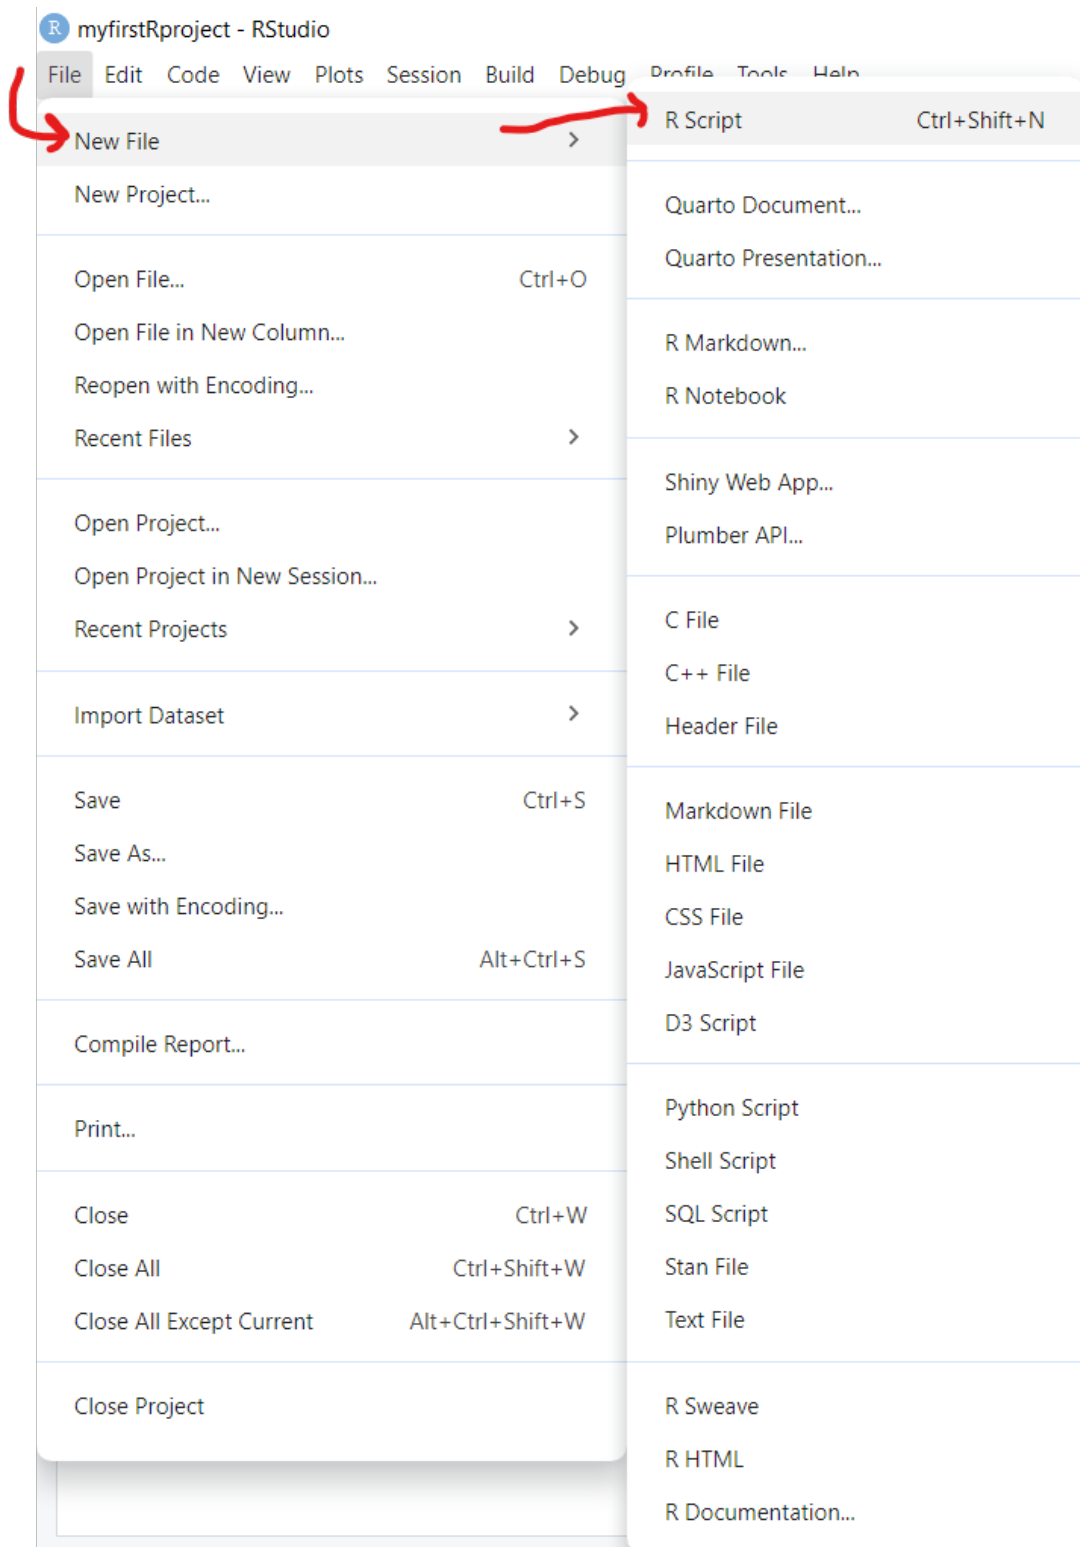 R myfirstRproject - RStudio
File Edit Code View Plots Session Build Debug Profile Tools Help
New File
New Project...
Open File... Ctrl+O
Open File in New Column...
Reopen with Encoding...
Recent Files
Open Project...
Open Project in New Session...
Recent Projects
Import Dataset
Save Ctrl+S
Save As...
Save with Encoding...
Save All Alt+Ctrl+S
Compile Report...
Print...
Close Ctrl+W
Close All Ctrl+Shift+W
Close All Except Current Alt+Ctrl+Shift+W
Close Project
R Script Ctrl+Shift+N
Quarto Document...
Quarto Presentation...
R Markdown...
R Notebook
Shiny Web App...
Plumber API...
C File
C++ File
Header File
Markdown File
HTML File
CSS File
JavaScript File
D3 Script
Python Script
Shell Script
SQL Script
Stan File
Text File
R Sweave
R HTML
R Documentation...